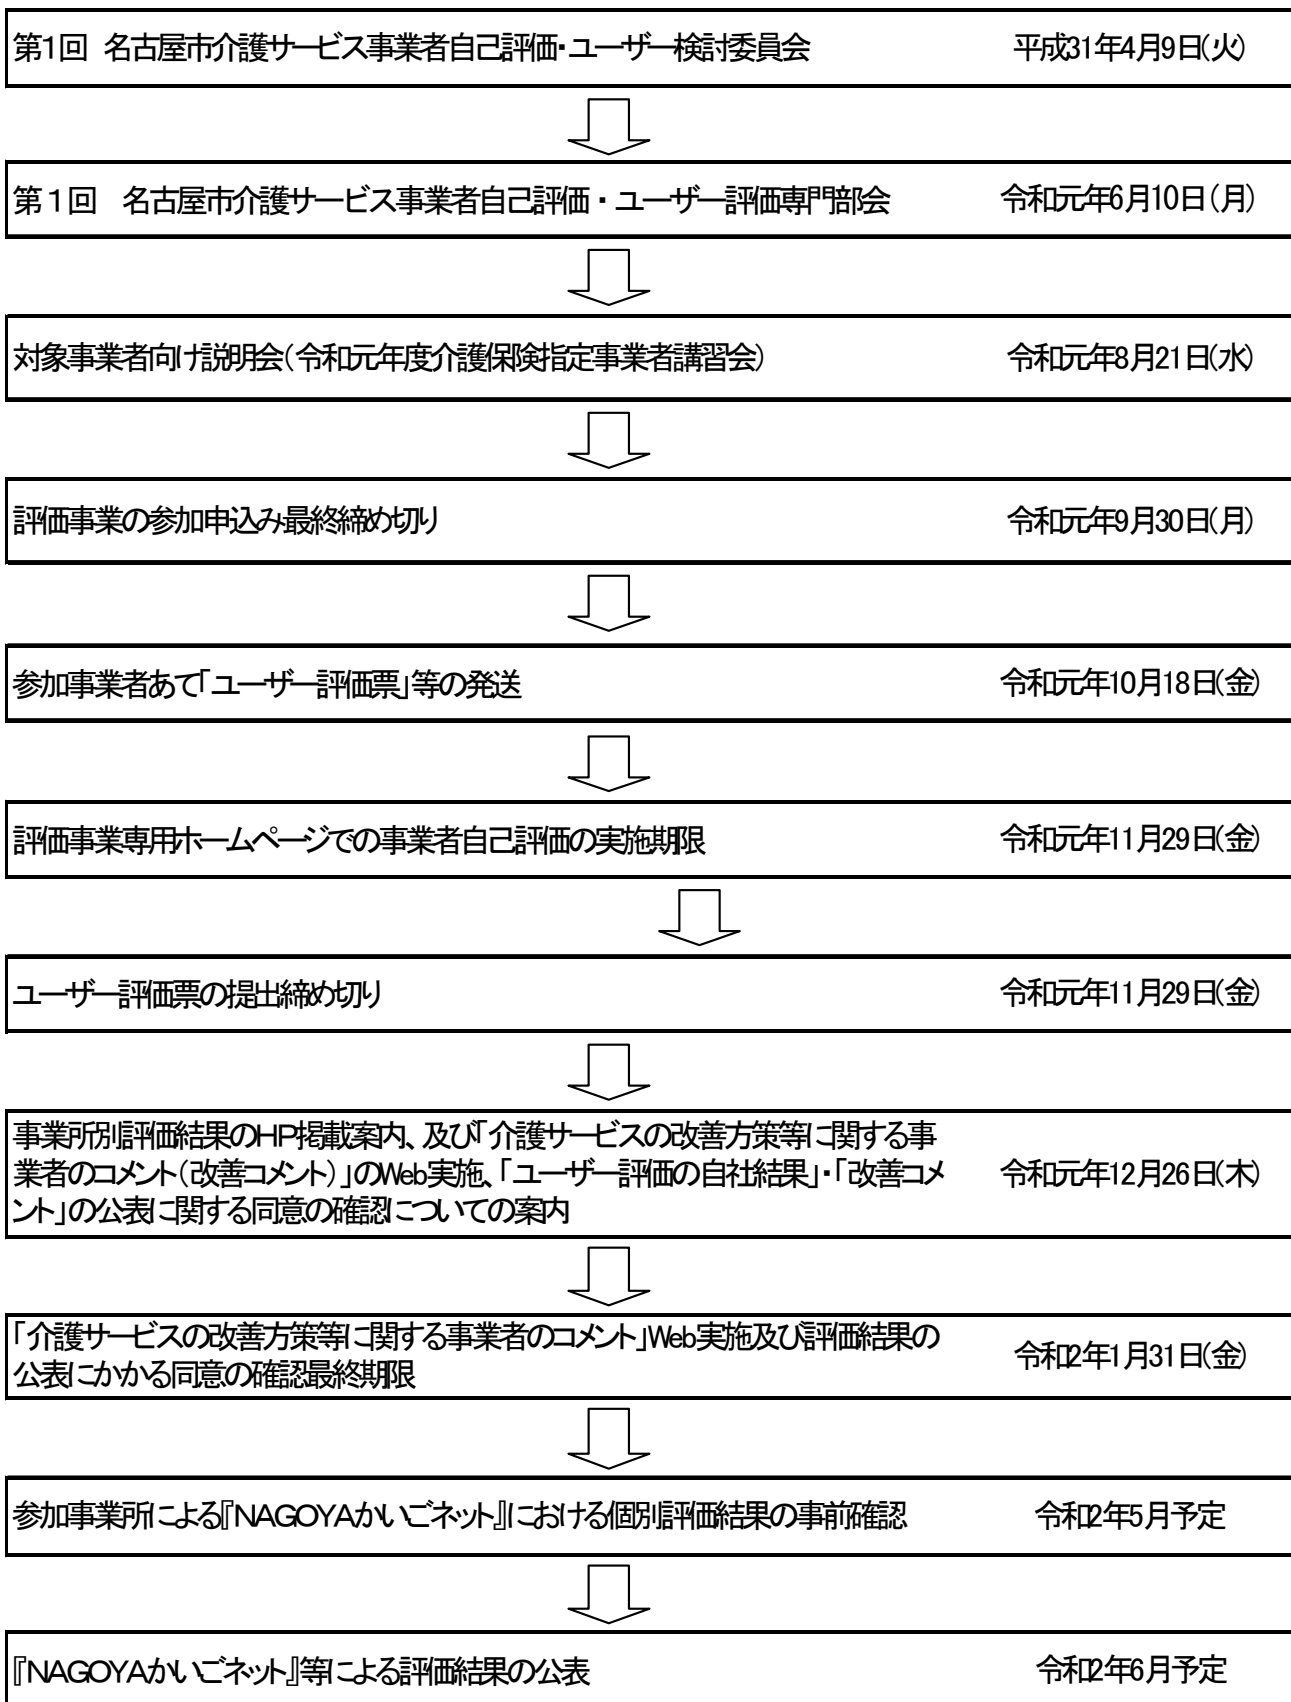 第1回 名古屋市介護サービス事業者自己評価・ユーザー検討委員会 平成31年4月9日(火)
第1回 名古屋市介護サービス事業者自己評価・ユーザー評価専門部会 令和元年6月10日(月)
対象事業者向け説明会(令和元年度介護保険指定事業者講習会) 令和元年8月21日(水)
評価事業の参加申込み最終締め切り 令和元年9月30日(月)
参加事業者あて「ユーザー評価票」等の発送 令和元年10月18日(金)
評価事業専用ホームページでの事業者自己評価の実施期限 令和元年11月29日(金)
ユーザー評価票の提出締め切り 令和元年11月29日(金)
事業所別評価結果のHP掲載案内、及び「介護サービスの改善方策等に関する事
業者のコメント(改善コメント)」のWeb実施、「ユーザー評価の自社結果」・「改善コメ 令和元年12月26日(木)
ント」の公表に関する同意の確認についての案内
「介護サービスの改善方策等に関する事業者のコメント」Web実施及び評価結果の
公表にかかる同意の確認最終期限 令和2年1月31日(金)
参加事業所による『NAGOYAかいごネット』における個別評価結果の事前確認 令和2年5月予定
『NAGOYAかいごネット』等による評価結果の公表 令和2年6月予定